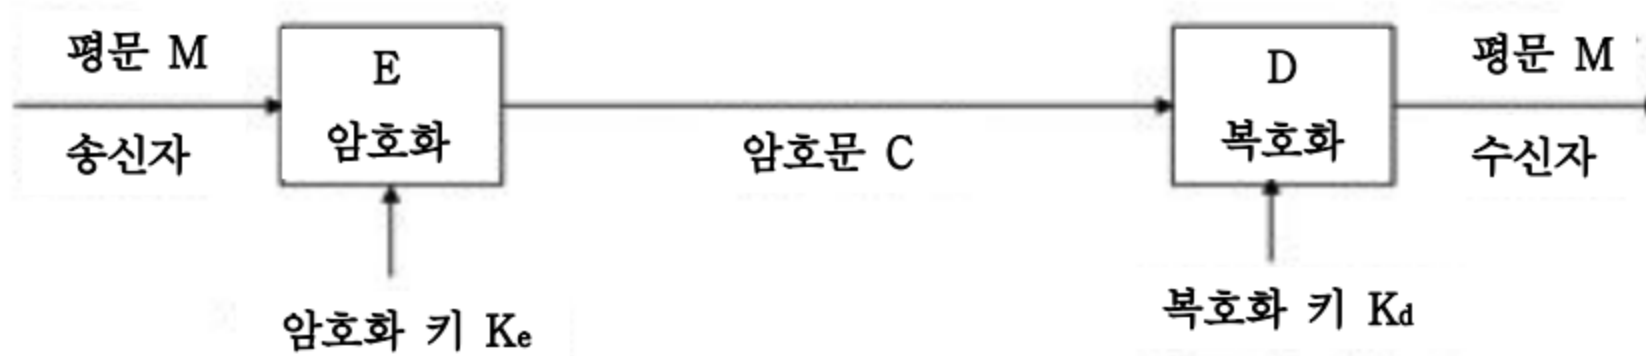 평문 M
송신자
E
암호화
암호화 키 Ke
암호문 C
D
복호화
복호화 키 Kd
평문 M
수신자